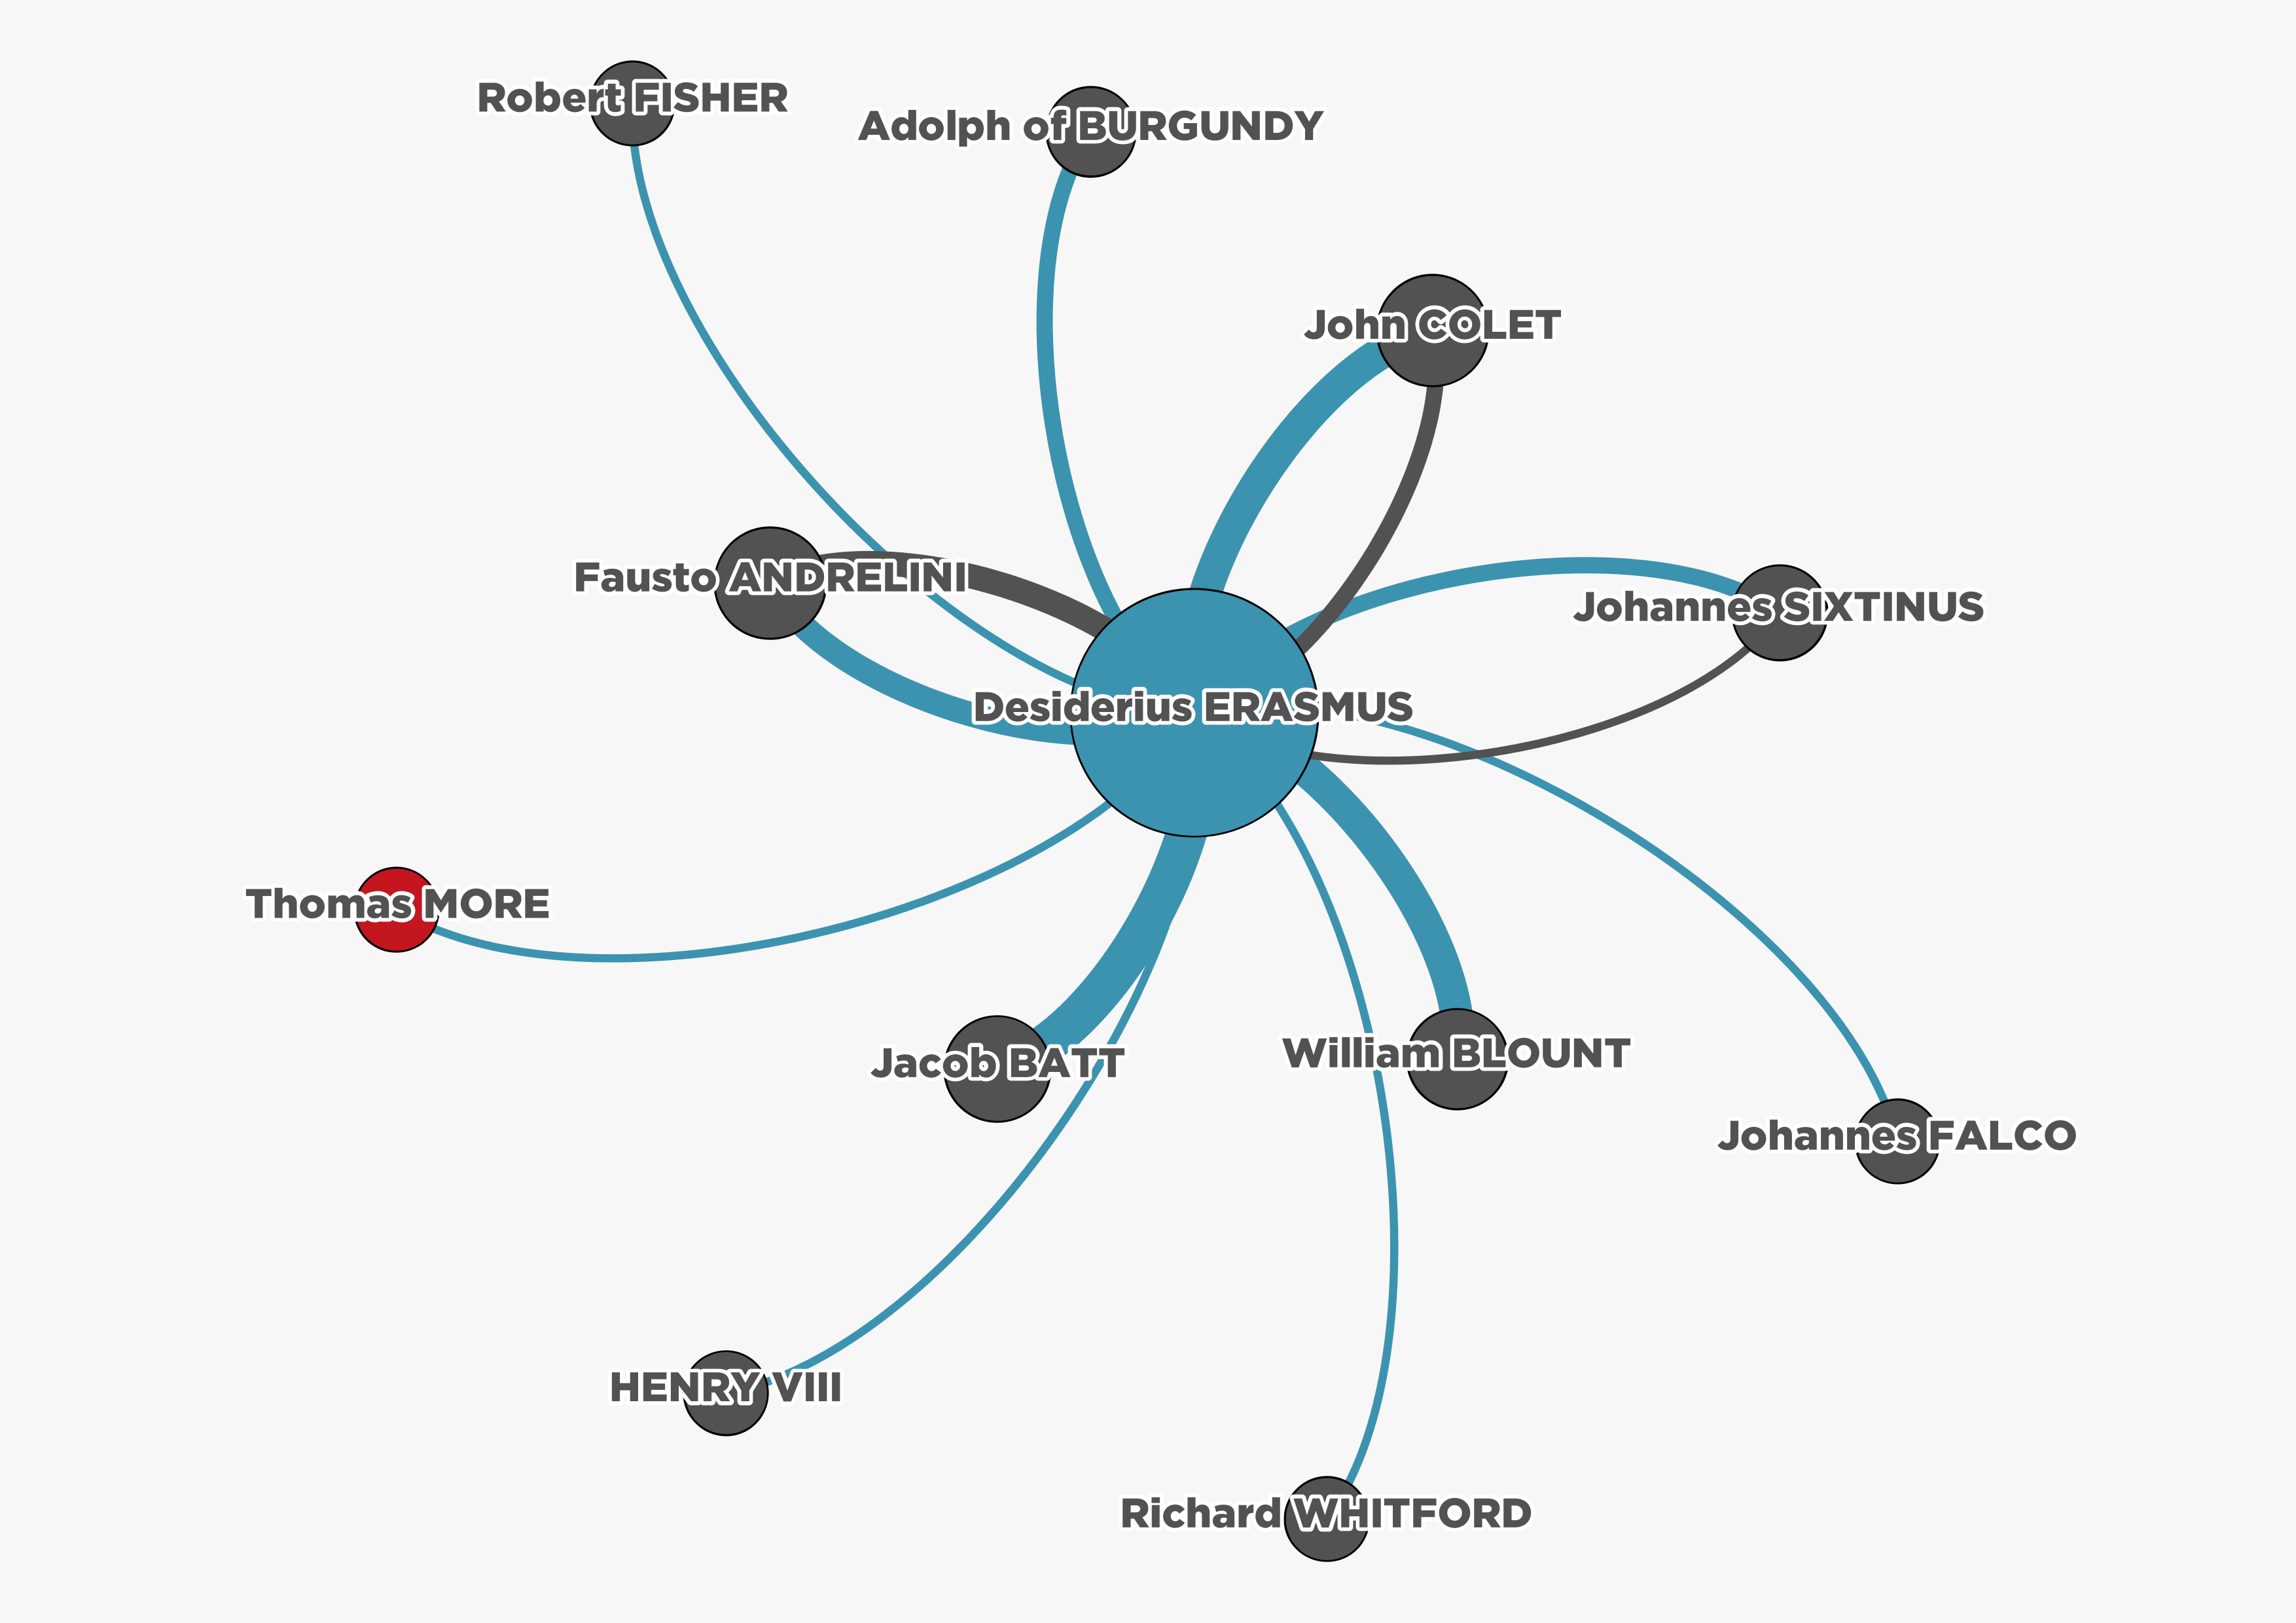 Robert FISHER
Adolph of BURGUNDY
John COLET
Fausto ANDRELINI
Johannes SIXTINUS
Desiderius ERASMUS
Thomas MORE
Jacob BATT
William BLOUNT
Johannes FALCO
HENRY VIII
Richard WHITFORD